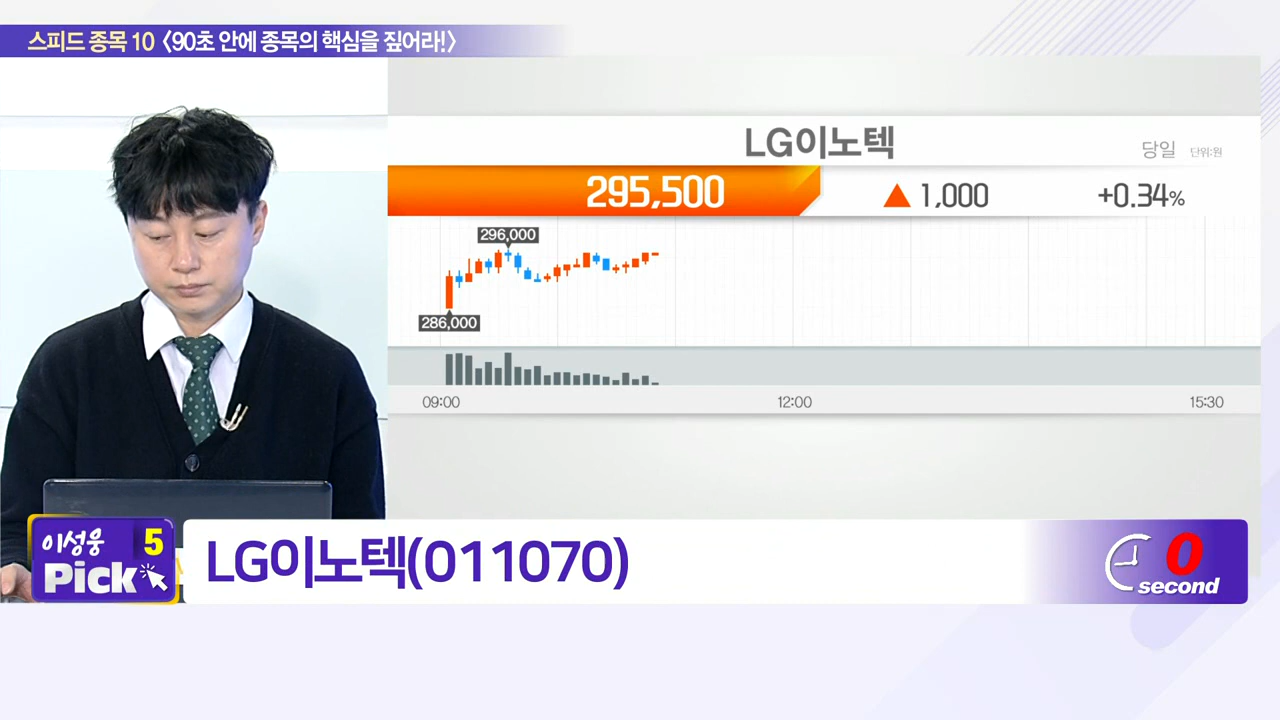 스피드 종목 10 <90초 안에 종목의 핵심을 짚어라!>
LG이노텍
당일 단위:원
295,500 ▲ 1,000 +0.34%
296,000
286,000
09:00 12:00 15:30
이성웅 5
Pick
LG이노텍(011070)
0
second